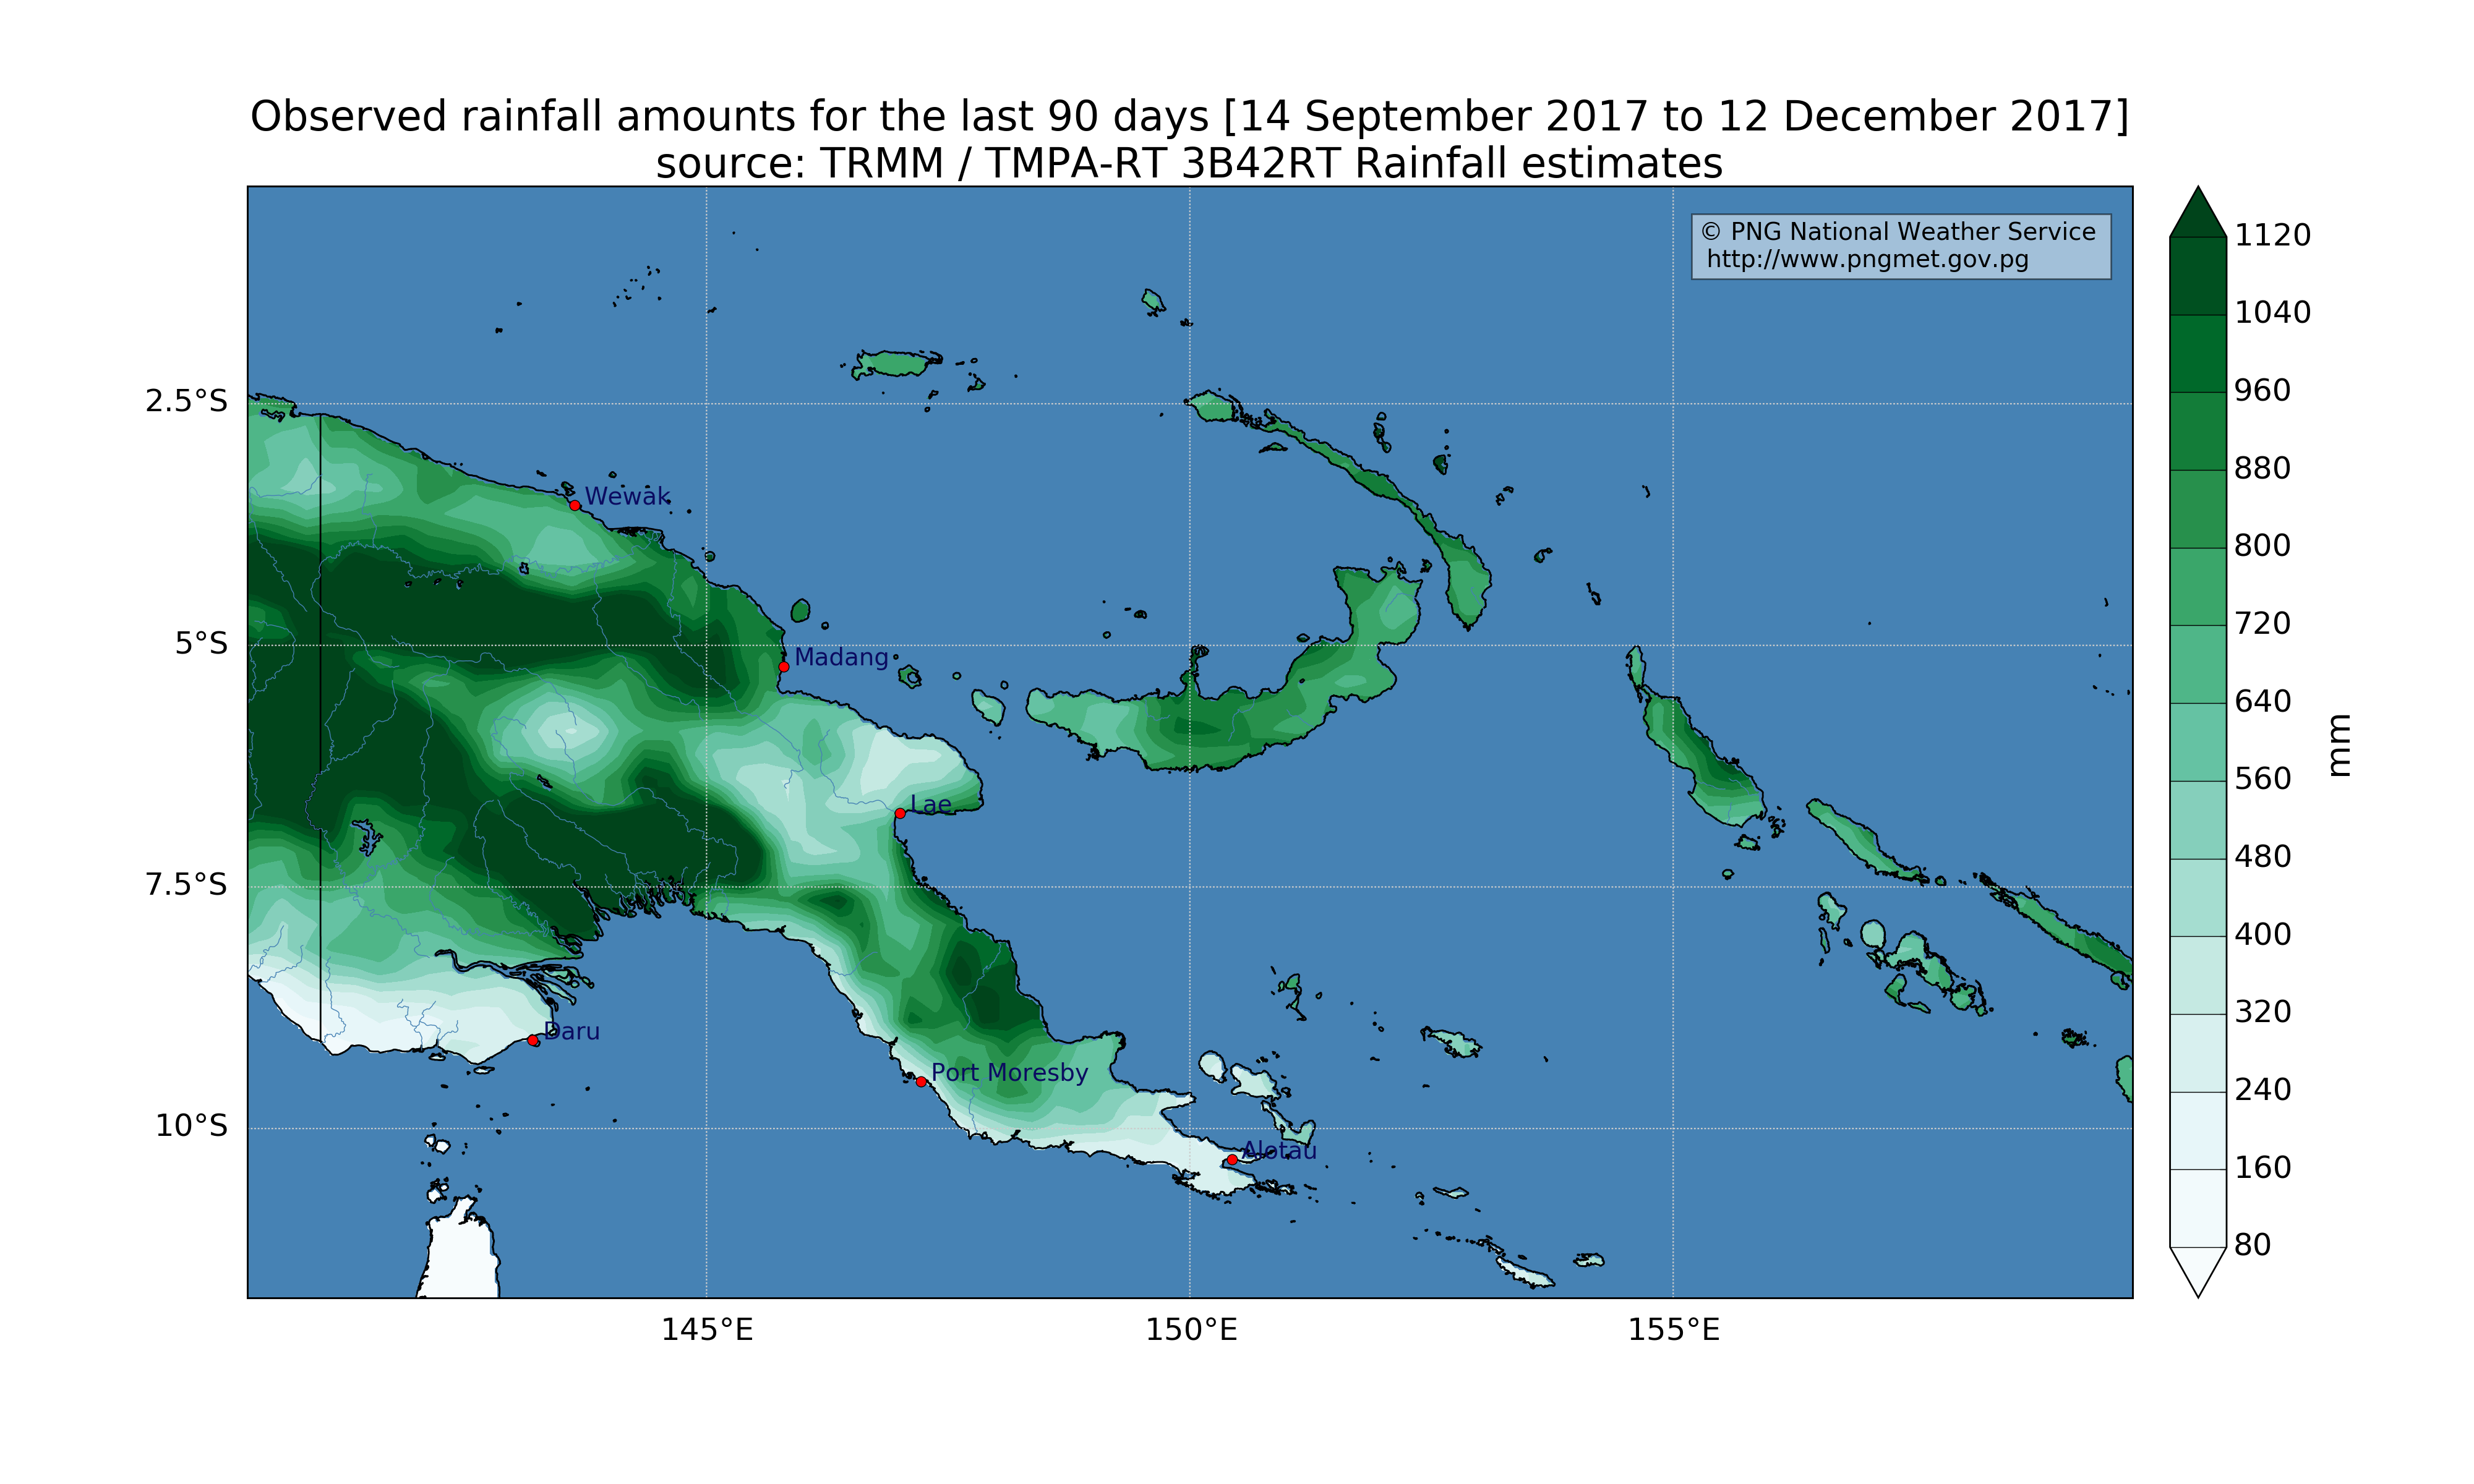 Observed rainfall amounts for the last 90 days [14 September 2017 to 12 December 2017]
source: TRMM / TMPA-RT 3B42RT Rainfall estimates
© PNG National Weather Service
http://www.pngmet.gov.pg
1120
1040
960
880
800
720
640
560
480
400
320
240
160
80
mm
2.5°S
5°S
7.5°S
10°S
Wewak
Madang
Lae
Daru
Port Moresby
Alotau
145°E
150°E
155°E